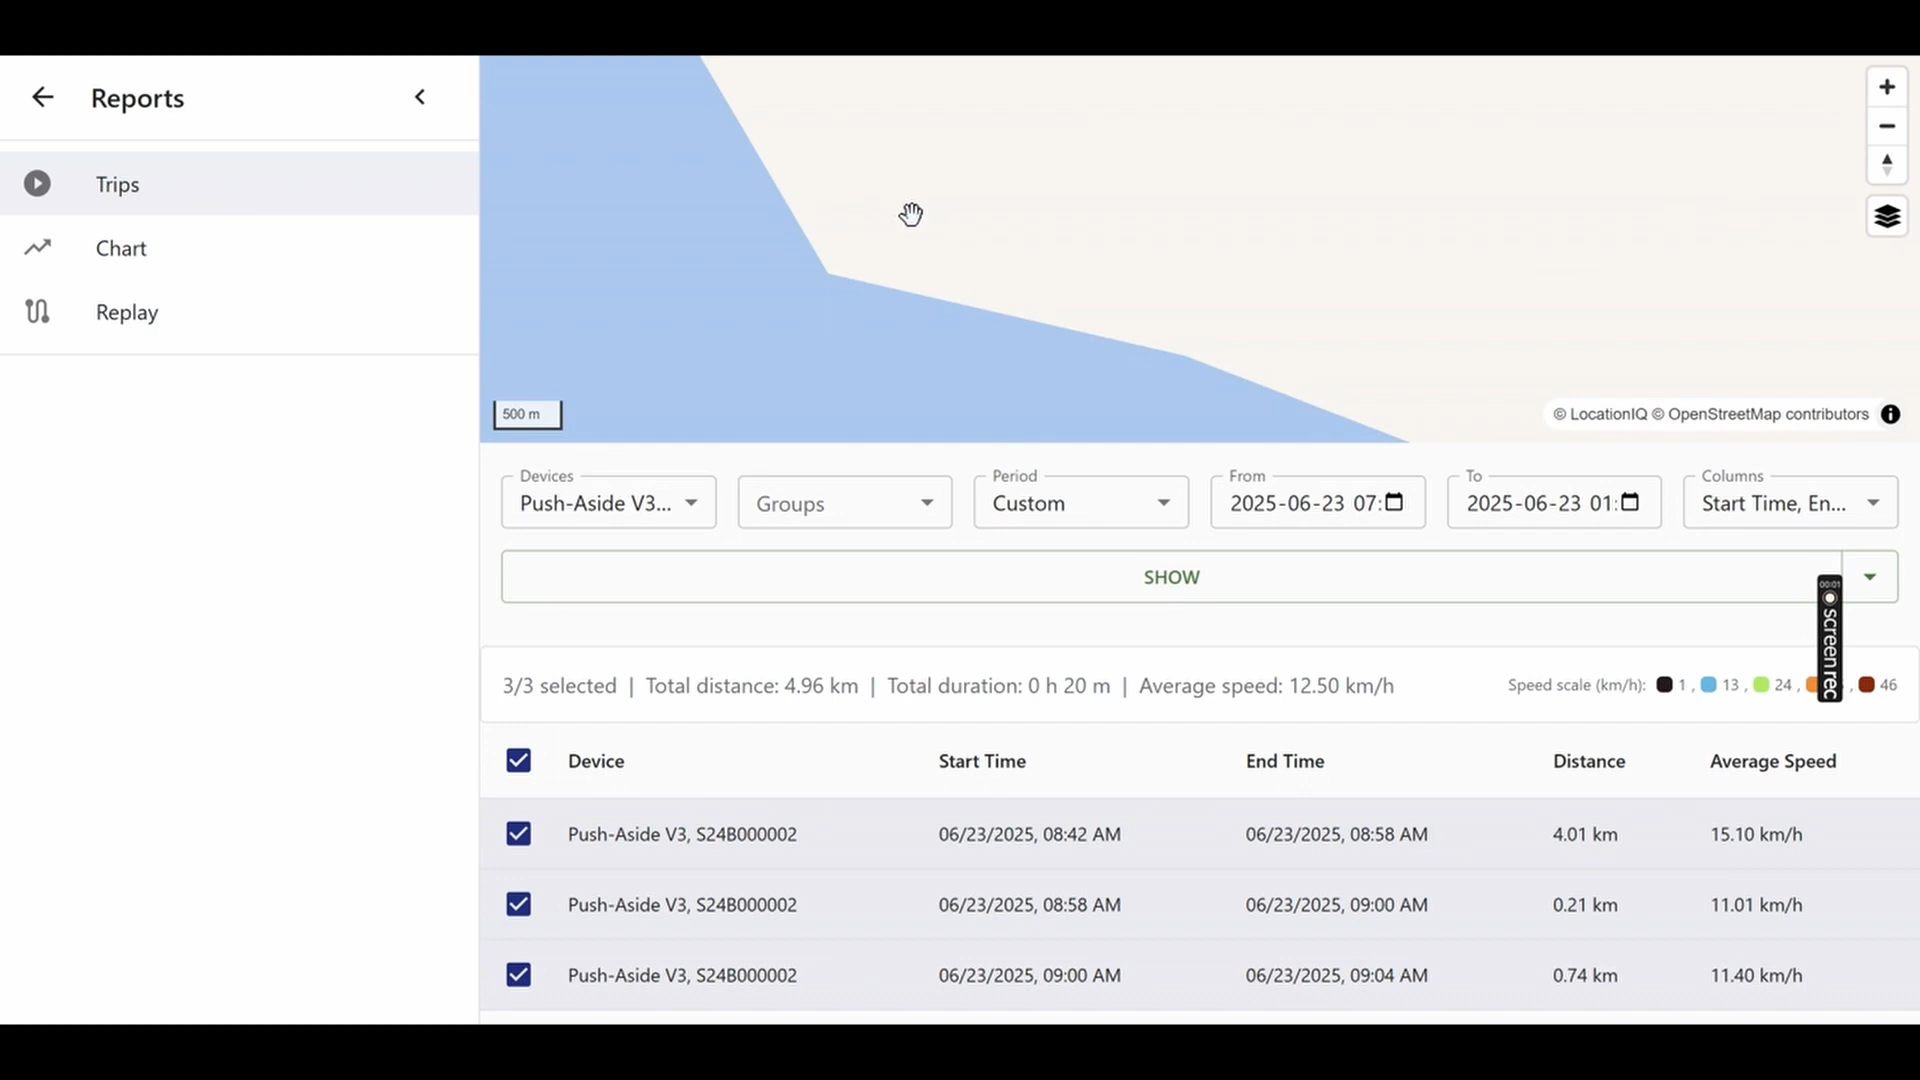 Reports
Trips
Chart
Replay
500 m
© LocationIQ © OpenStreetMap contributors
Devices
Push-Aside V3...
Groups
Period
Custom
From
2025-06-23 07:
To
2025-06-23 01:
Columns
Start Time, En...
SHOW
00:01
screenrec
3/3 selected | Total distance: 4.96 km | Total duration: 0 h 20 m | Average speed: 12.50 km/h
Speed scale (km/h): 1 , 13 , 24 , , 46
Device Start Time End Time Distance Average Speed
Push-Aside V3, S24B000002 06/23/2025, 08:42 AM 06/23/2025, 08:58 AM 4.01 km 15.10 km/h
Push-Aside V3, S24B000002 06/23/2025, 08:58 AM 06/23/2025, 09:00 AM 0.21 km 11.01 km/h
Push-Aside V3, S24B000002 06/23/2025, 09:00 AM 06/23/2025, 09:04 AM 0.74 km 11.40 km/h